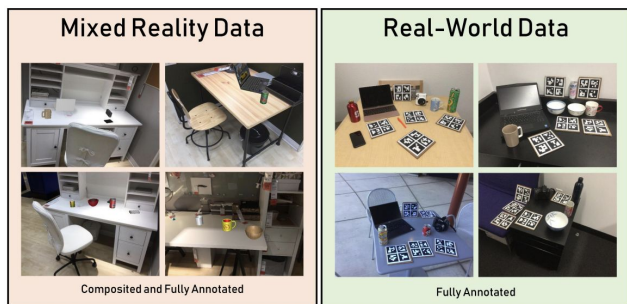 Mixed Reality Data
Real-World Data
Composited and Fully Annotated
Fully Annotated